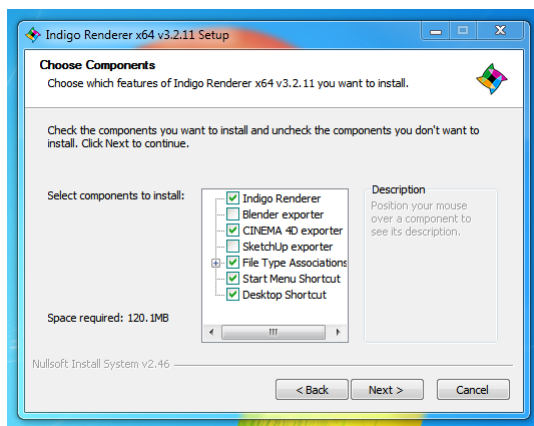 Indigo Renderer x64 v3.2.11 Setup
Choose Components
Choose which features of Indigo Renderer x64 v3.2.11 you want to install.
Check the components you want to install and uncheck the components you don't want to
install. Click Next to continue.
Select components to install:
Indigo Renderer
Blender exporter
CINEMA 4D exporter
SketchUp exporter
File Type Associations
Start Menu Shortcut
Desktop Shortcut
Description
Position your mouse
over a component to
see its description.
Space required: 120.1MB
Nullsoft Install System v2.46
< Back
Next >
Cancel